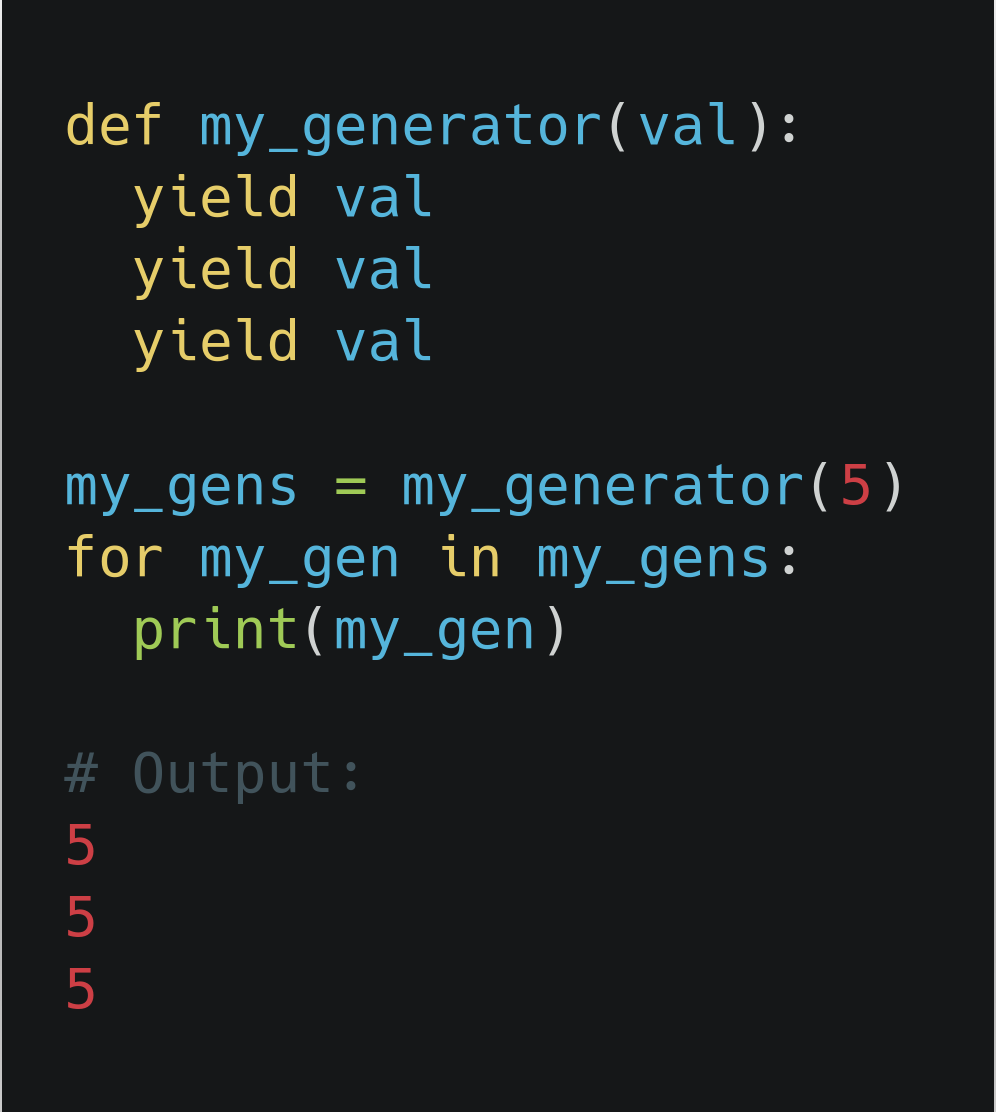 def my_generator(val):
  yield val
  yield val
  yield val

my_gens = my_generator(5)
for my_gen in my_gens:
  print(my_gen)

# Output:
5
5
5